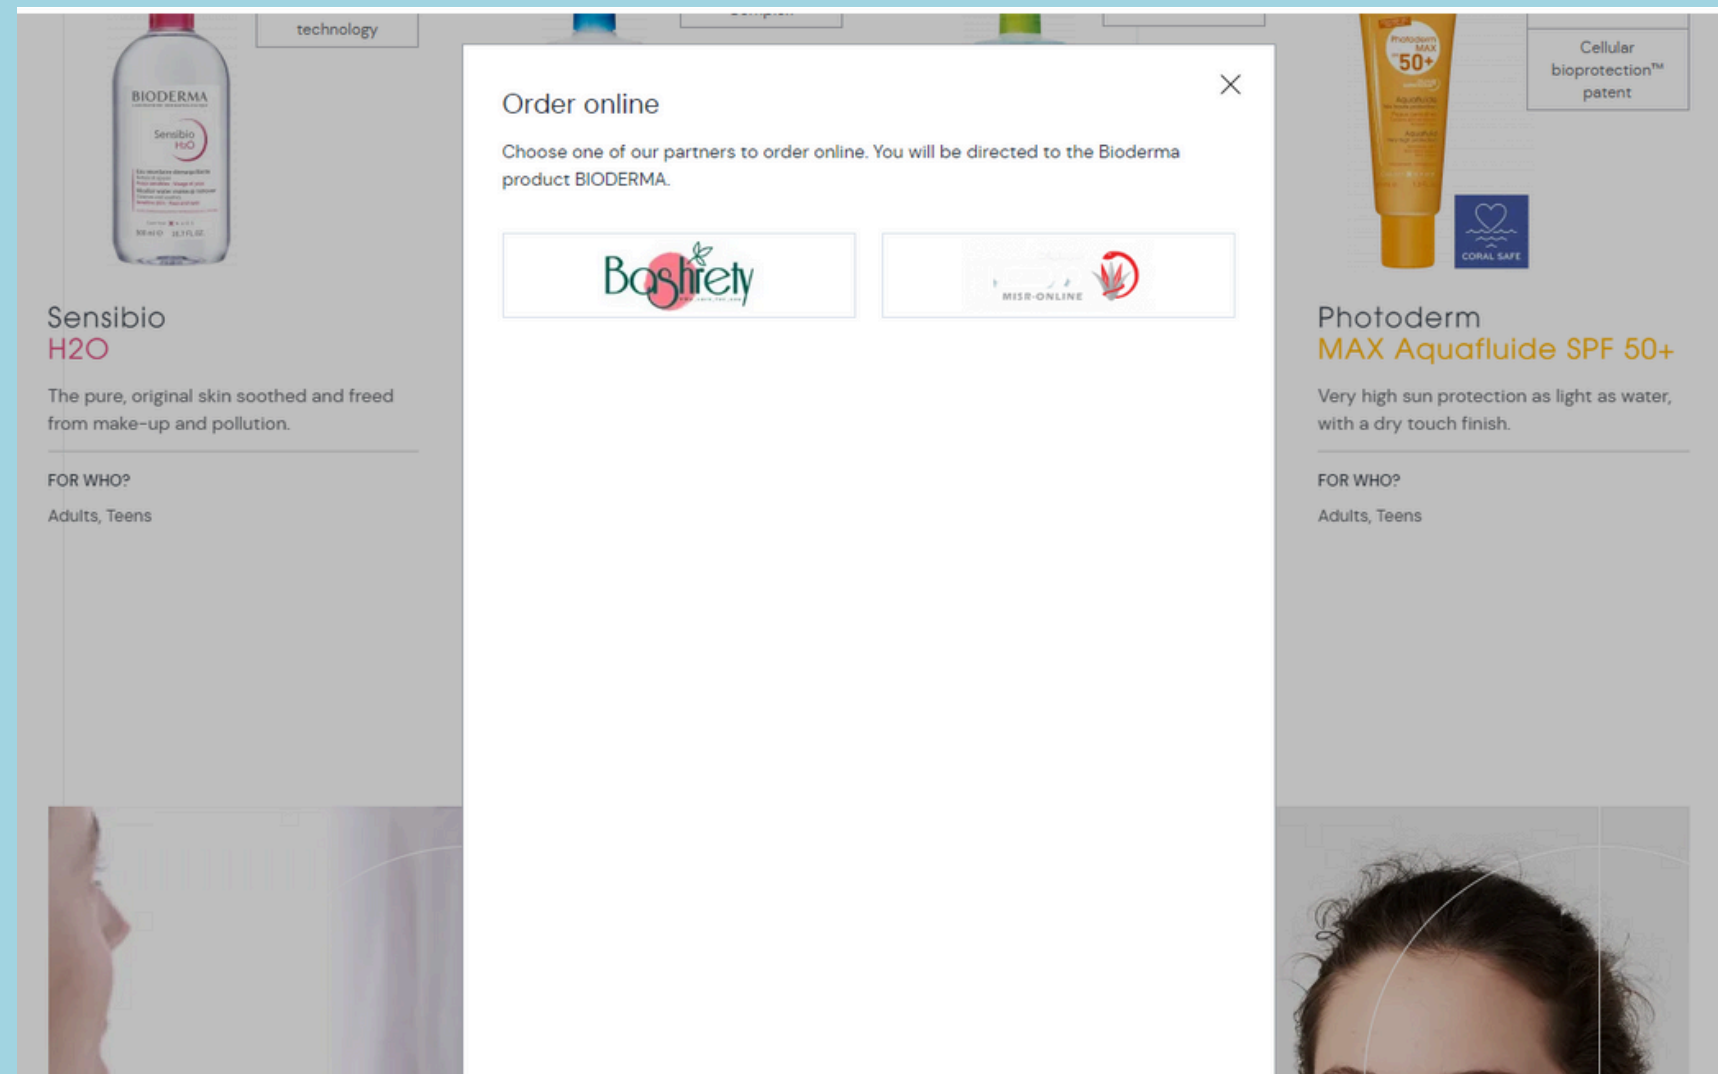 technology
BIODERMA
Sensibio
H2O
Sensibio
H2O
The pure, original skin soothed and freed
from make-up and pollution.
FOR WHO?
Adults, Teens
Order online
Choose one of our partners to order online. You will be directed to the Bioderma
product BIODERMA.
Bashrety
MISR-ONLINE
Photoderm
MAX
50+
Aquafluide
Cellular
bioprotection™
patent
CORAL SAFE
Photoderm
MAX Aquafluide SPF 50+
Very high sun protection as light as water,
with a dry touch finish.
FOR WHO?
Adults, Teens